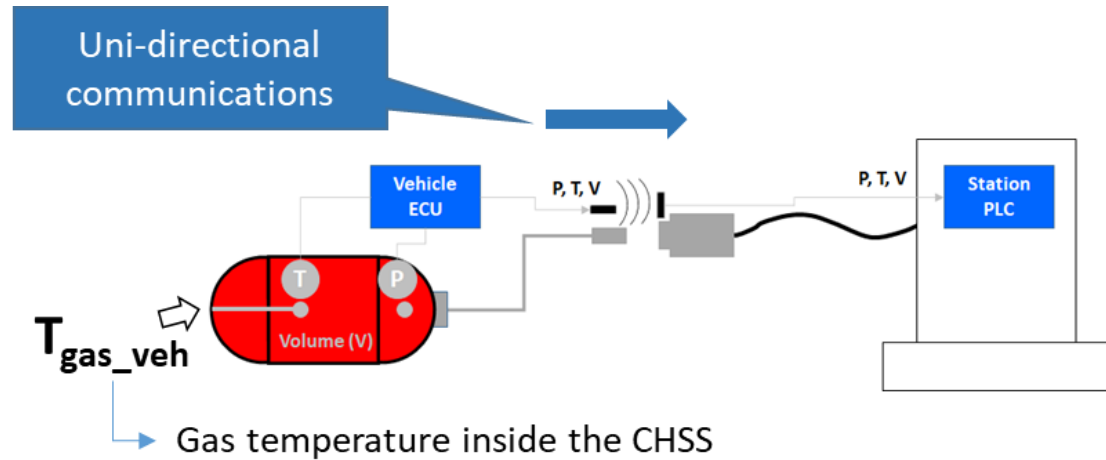 Uni-directional
communications
Vehicle
ECU
P, T, V
P, T, V
Station
PLC
T
P
Volume (V)
Tgas_veh
Gas temperature inside the CHSS